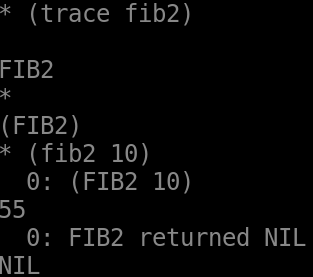 * (trace fib2)
FIB2
*
(FIB2)
* (fib2 10)
  0: (FIB2 10)
55
  0: FIB2 returned NIL
NIL